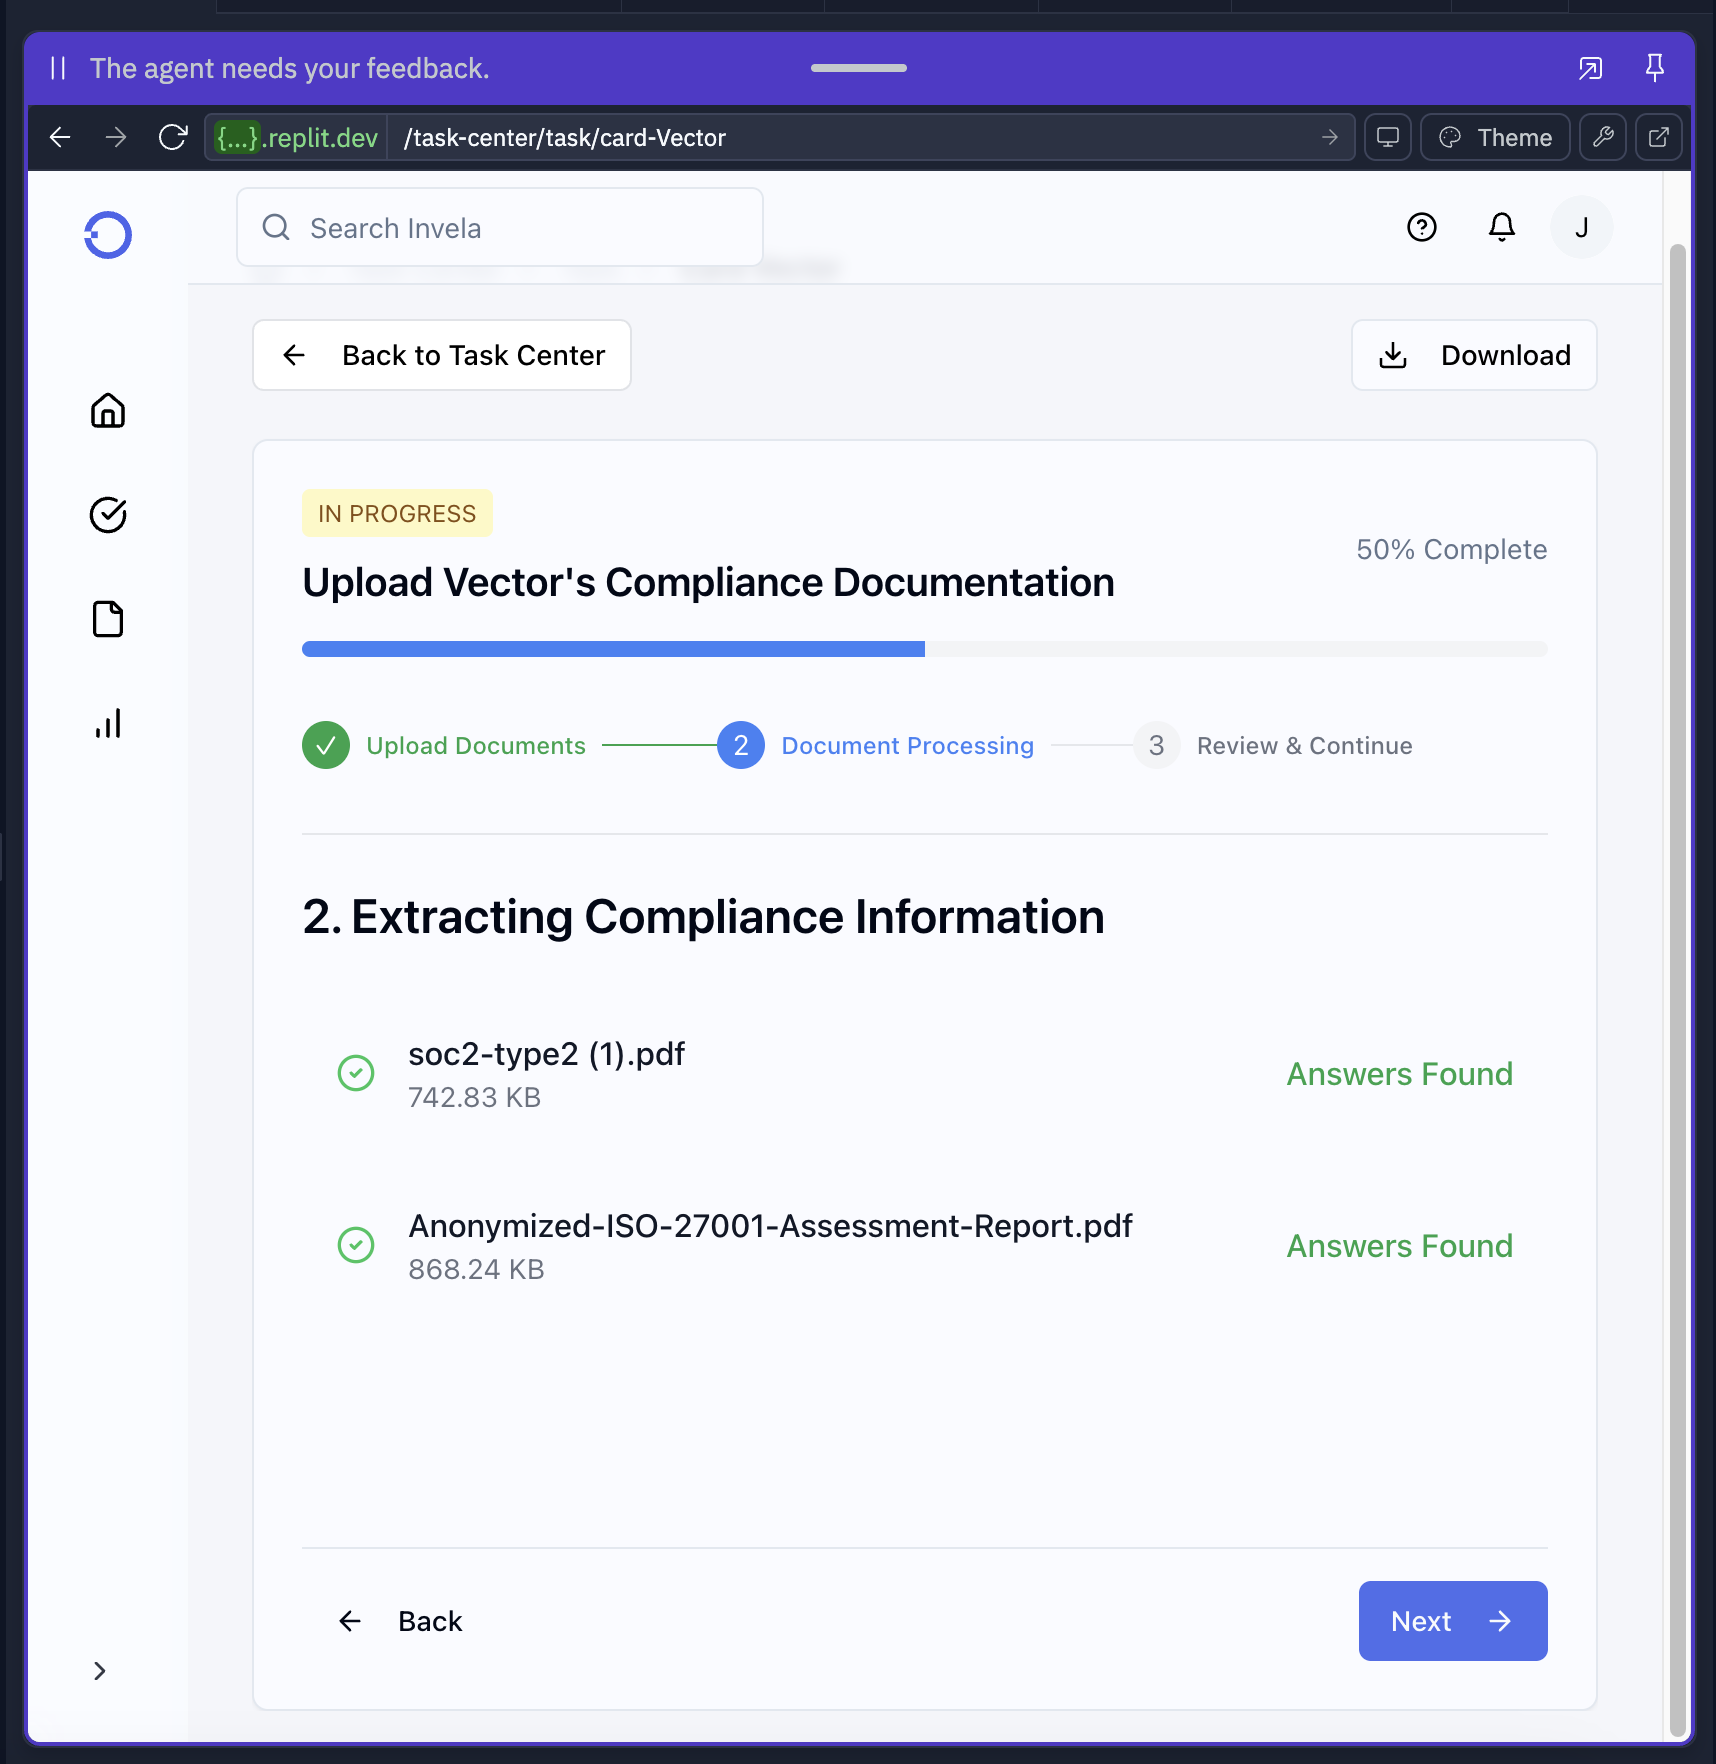 The agent needs your feedback.
{...}.replit.dev
/task-center/task/card-Vector
Theme
Search Invela
J
Back to Task Center
Download
IN PROGRESS
50% Complete
Upload Vector's Compliance Documentation
Upload Documents
2
Document Processing
3
Review & Continue
2. Extracting Compliance Information
soc2-type2 (1).pdf
742.83 KB
Answers Found
Anonymized-ISO-27001-Assessment-Report.pdf
868.24 KB
Answers Found
Back
Next